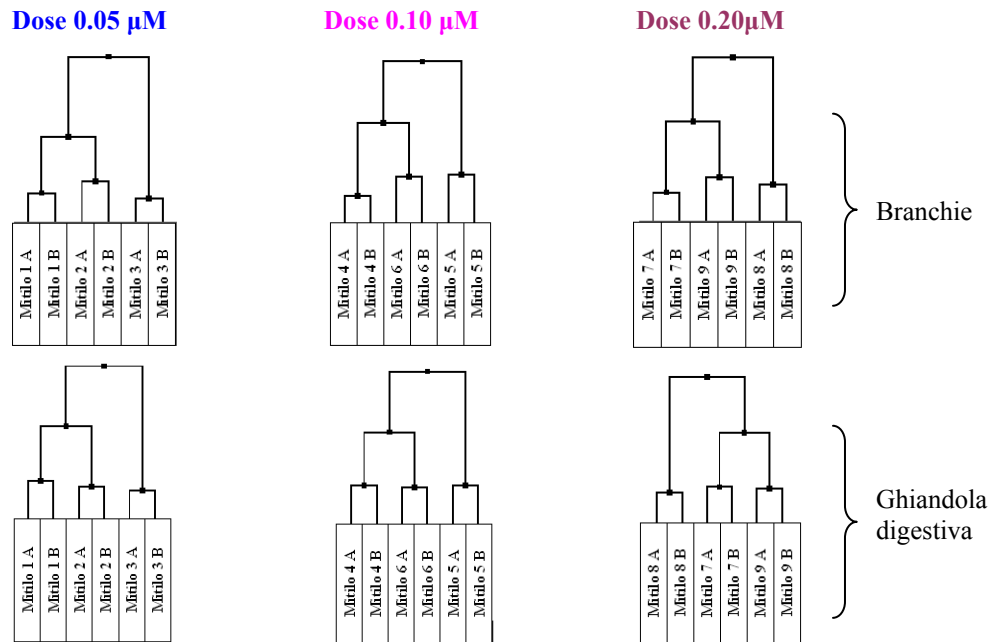 Dose 0.05 µM
Dose 0.10 µM
Dose 0.20µM
Mitilo 1 A
Mitilo 1 B
Mitilo 2 A
Mitilo 2 B
Mitilo 3 A
Mitilo 3 B
Mitilo 4 A
Mitilo 4 B
Mitilo 6 A
Mitilo 6 B
Mitilo 5 A
Mitilo 5 B
Mitilo 7 A
Mitilo 7 B
Mitilo 9 A
Mitilo 9 B
Mitilo 8 A
Mitilo 8 B
Branchie
Mitilo 1 A
Mitilo 1 B
Mitilo 2 A
Mitilo 2 B
Mitilo 3 A
Mitilo 3 B
Mitilo 4 A
Mitilo 4 B
Mitilo 6 A
Mitilo 6 B
Mitilo 5 A
Mitilo 5 B
Mitilo 8 A
Mitilo 8 B
Mitilo 7 A
Mitilo 7 B
Mitilo 9 A
Mitilo 9 B
Ghiandola
digestiva